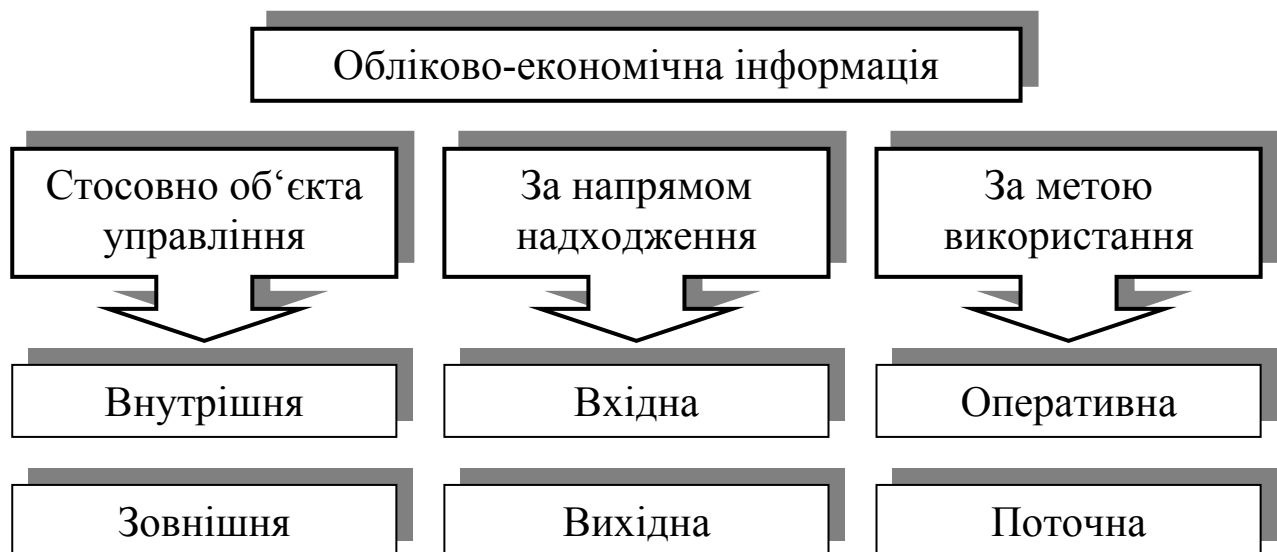 Обліково-економічна інформація
Стосовно об‘єкта
управління
За напрямом
надходження
За метою
використання
Внутрішня
Вхідна
Оперативна
Зовнішня
Вихідна
Поточна